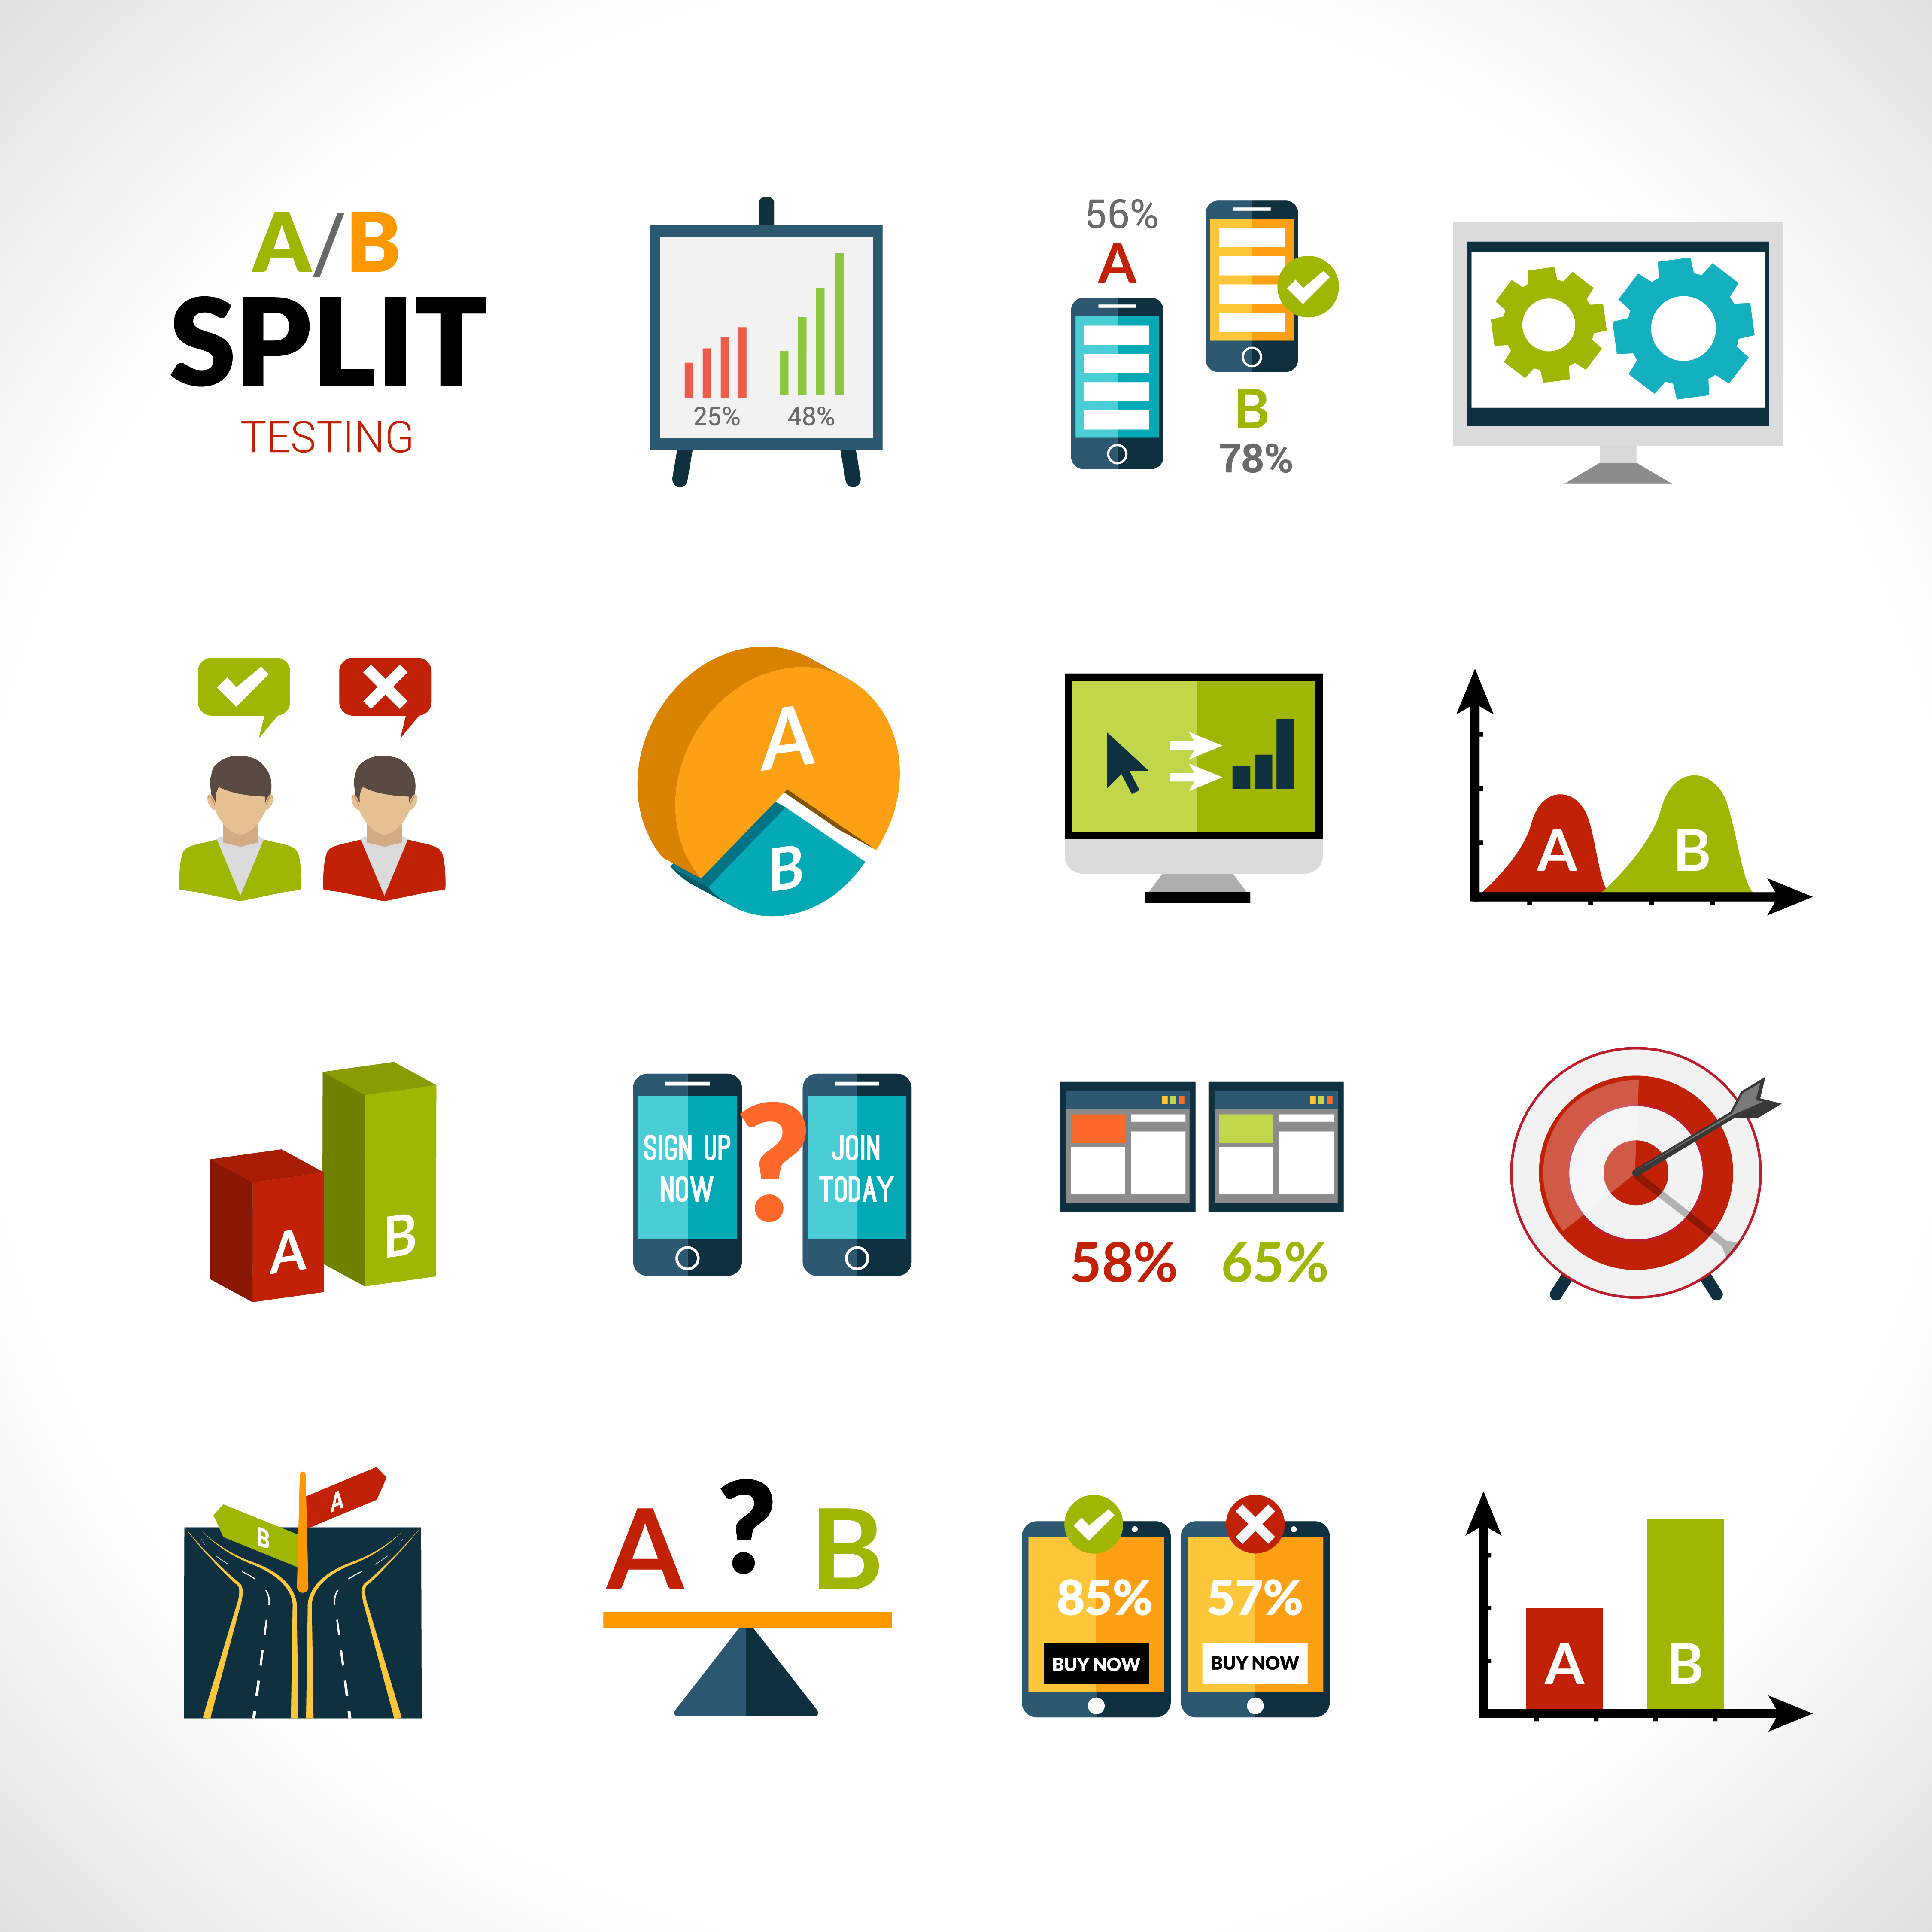 A/B
SPLIT
TESTING
25% 48%
56%
A
B
78%
A
B
A B
A
B
SIGN UP
NOW
?
JOIN
TODAY
58% 65%
A
B
A ? B
85%
BUY NOW
57%
BUY NOW
A B